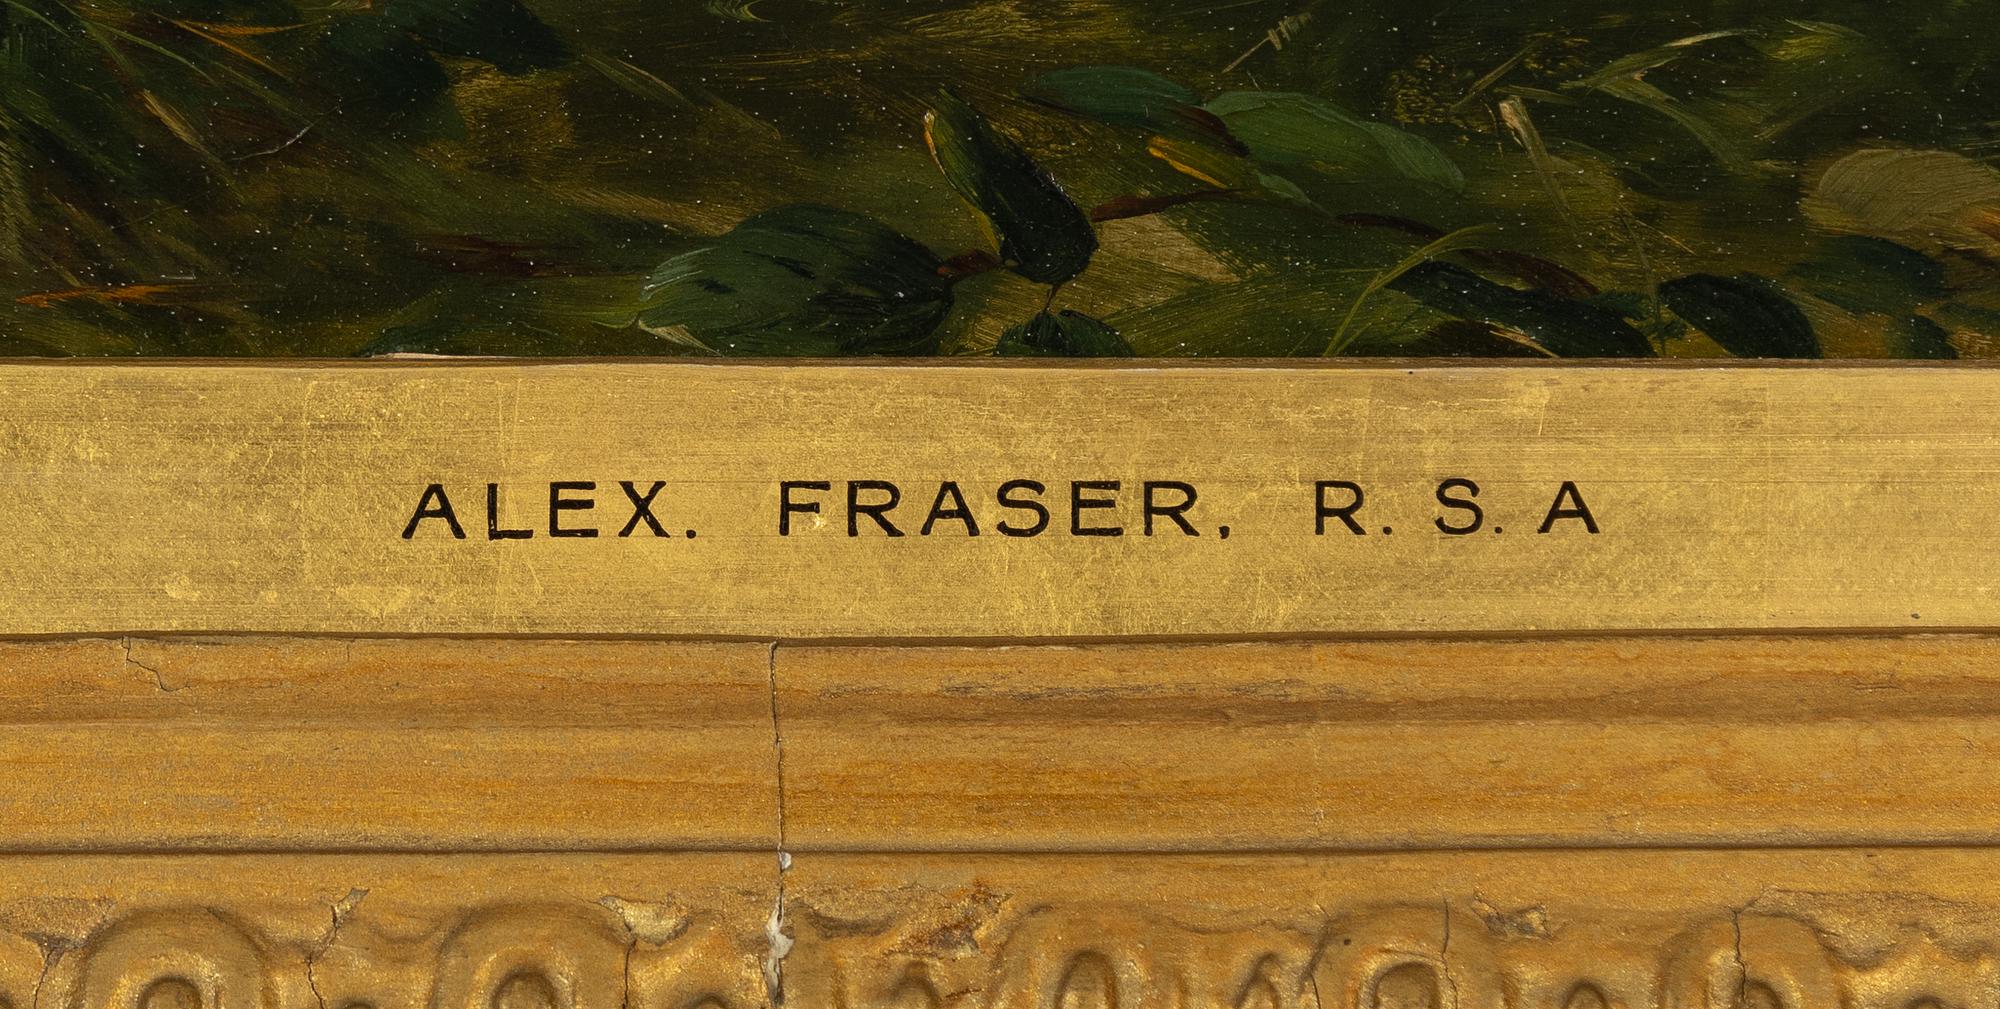 ALEX. FRASER, R. S. A